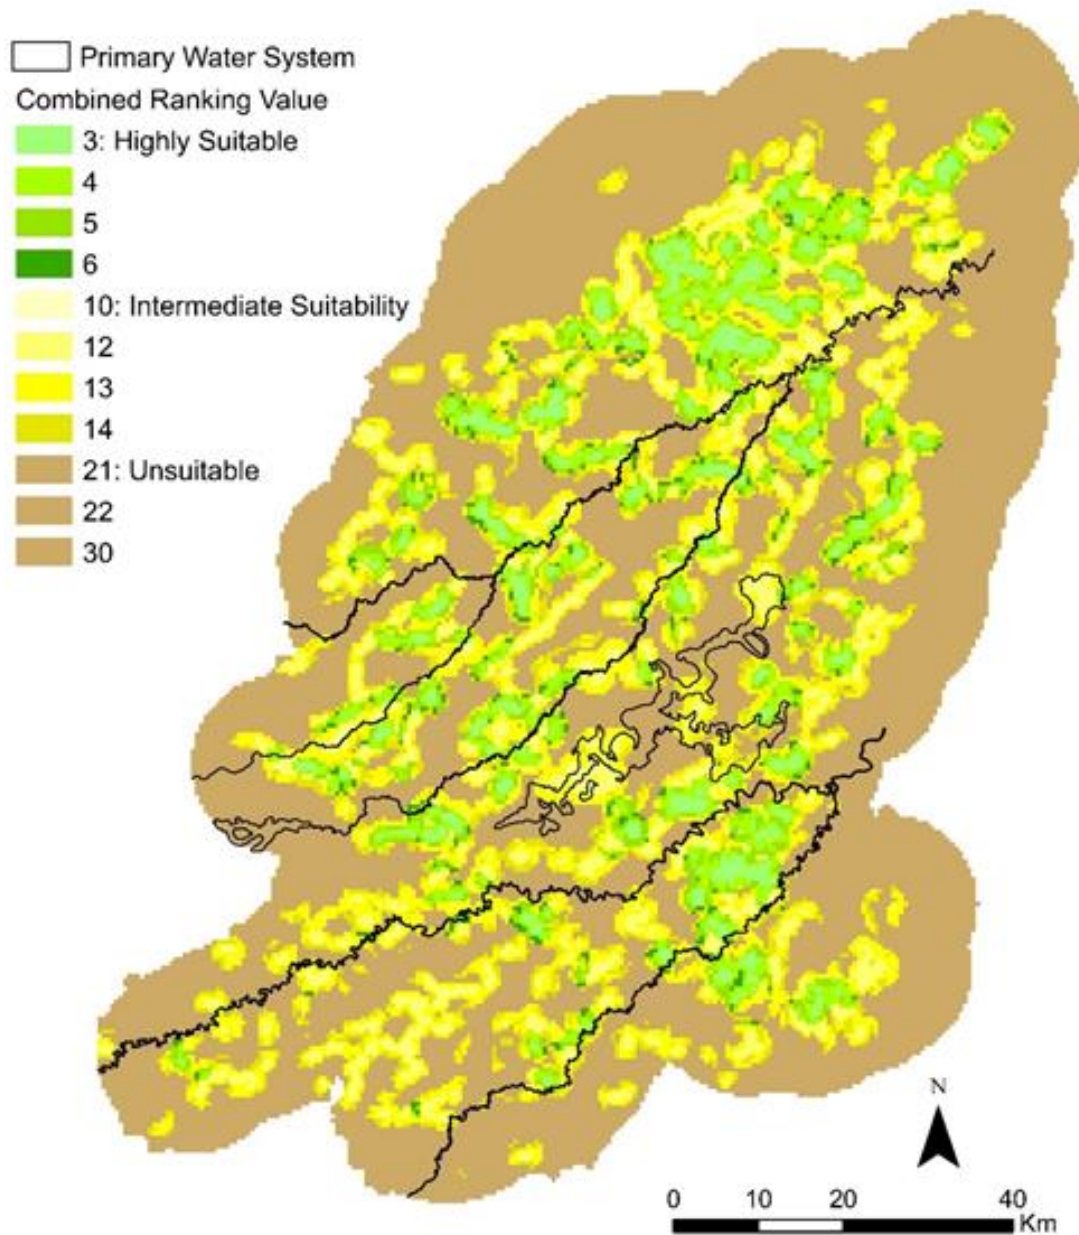 Primary Water System
Combined Ranking Value
3: Highly Suitable
4
5
6
10: Intermediate Suitability
12
13
14
21: Unsuitable
22
30
N
0 10 20 40
Km